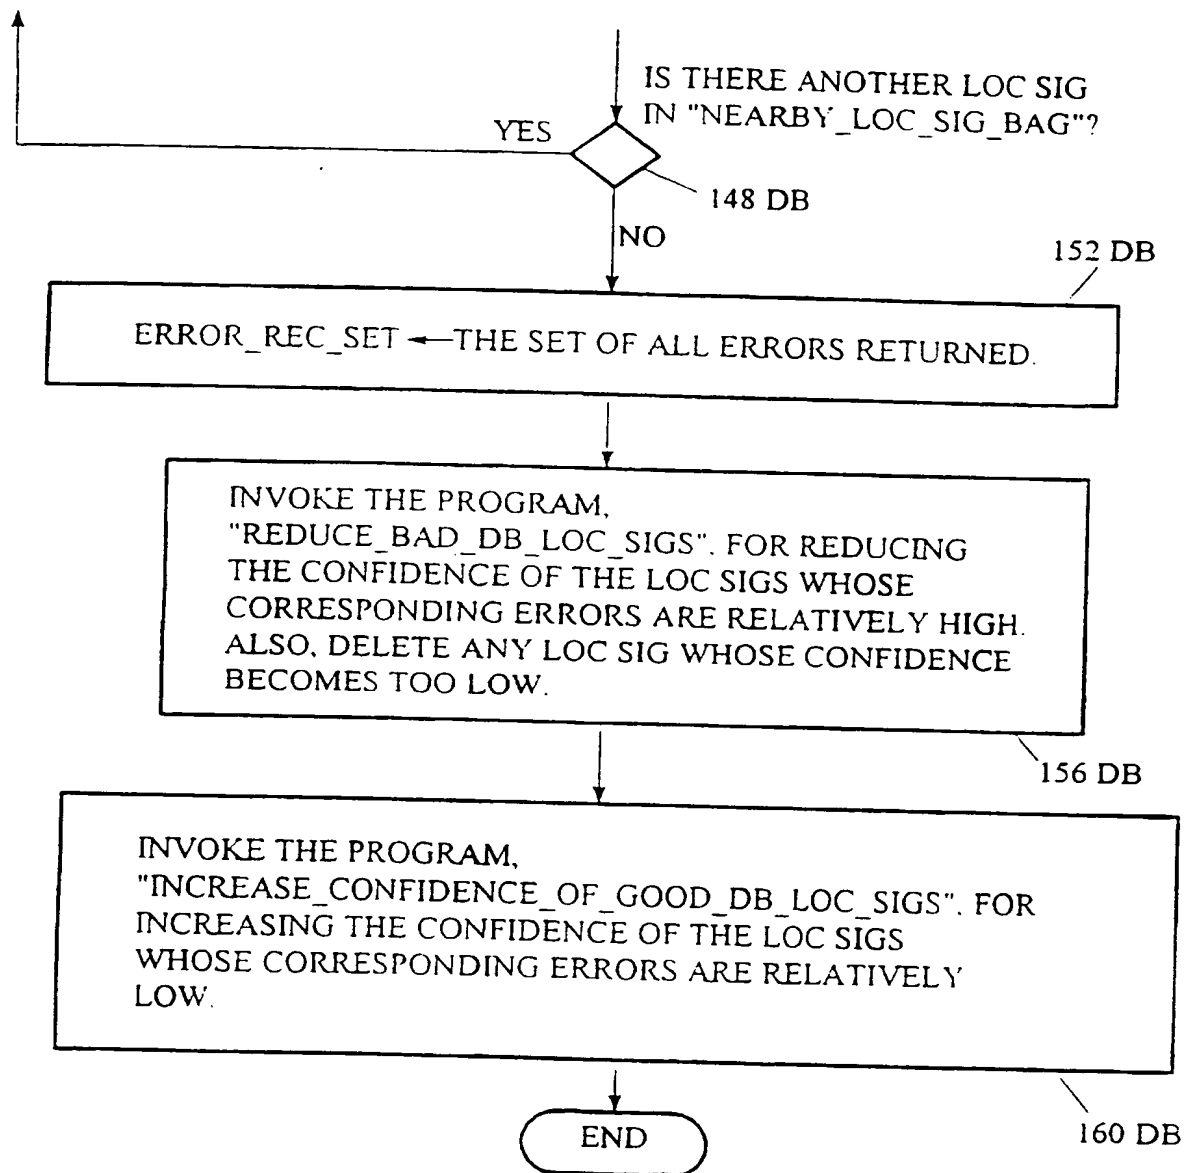 IS THERE ANOTHER LOC SIG
IN "NEARBY_LOC_SIG_BAG"?
YES
148 DB
NO
152 DB
ERROR_REC_SET ← THE SET OF ALL ERRORS RETURNED.
INVOKE THE PROGRAM,
"REDUCE_BAD_DB_LOC_SIGS". FOR REDUCING
THE CONFIDENCE OF THE LOC SIGS WHOSE
CORRESPONDING ERRORS ARE RELATIVELY HIGH.
ALSO, DELETE ANY LOC SIG WHOSE CONFIDENCE
BECOMES TOO LOW.
156 DB
INVOKE THE PROGRAM,
"INCREASE_CONFIDENCE_OF_GOOD_DB_LOC_SIGS". FOR
INCREASING THE CONFIDENCE OF THE LOC SIGS
WHOSE CORRESPONDING ERRORS ARE RELATIVELY
LOW.
160 DB
END